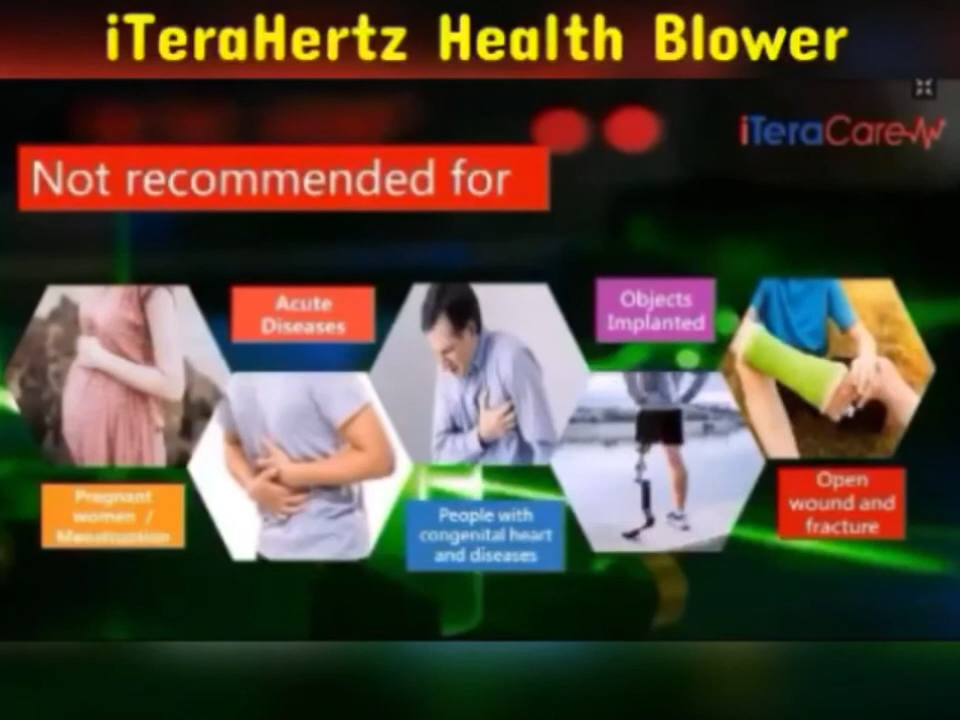 iTeraHertz Health Blower
iTeraCare
Not recommended for
Acute
Diseases
Objects
Implanted
Pregnant
women /
Menstruation
People with
congenital heart
and diseases
Open
wound and
fracture